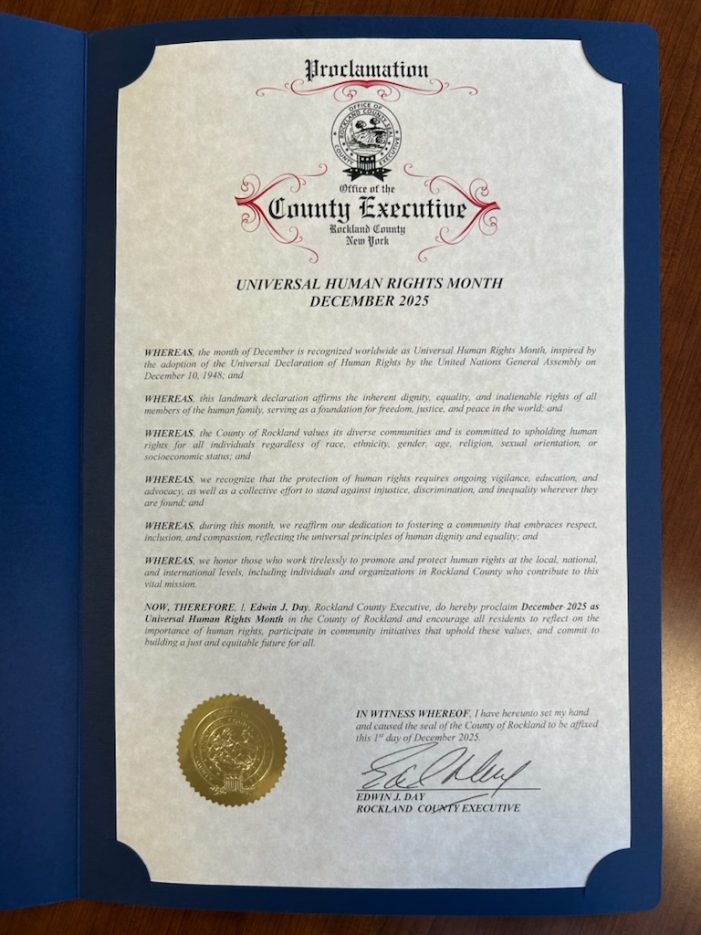 Proclamation
OFFICE OF
ROCKLAND COUNTY SEAL
COUNTY EXECUTIVE
Office of the
County Executive
Rockland County
New York
UNIVERSAL HUMAN RIGHTS MONTH
DECEMBER 2025
WHEREAS, the month of December is recognized worldwide as Universal Human Rights Month, inspired by
the adoption of the Universal Declaration of Human Rights by the United Nations General Assembly on
December 10, 1948; and
WHEREAS, this landmark declaration affirms the inherent dignity, equality, and inalienable rights of all
members of the human family, serving as a foundation for freedom, justice, and peace in the world; and
WHEREAS, the County of Rockland values its diverse communities and is committed to upholding human
rights for all individuals regardless of race, ethnicity, gender, age, religion, sexual orientation, or
socioeconomic status; and
WHEREAS, we recognize that the protection of human rights requires ongoing vigilance, education, and
advocacy, as well as a collective effort to stand against injustice, discrimination, and inequality wherever they
are found; and
WHEREAS, during this month, we reaffirm our dedication to fostering a community that embraces respect,
inclusion, and compassion, reflecting the universal principles of human dignity and equality; and
WHEREAS, we honor those who work tirelessly to promote and protect human rights at the local, national,
and international levels, including individuals and organizations in Rockland County who contribute to this
vital mission.
NOW, THEREFORE, I, Edwin J. Day, Rockland County Executive, do hereby proclaim December 2025 as
Universal Human Rights Month in the County of Rockland and encourage all residents to reflect on the
importance of human rights, participate in community initiatives that uphold these values, and commit to
building a just and equitable future for all.
IN WITNESS WHEREOF, I have hereunto set my hand
and caused the seal of the County of Rockland to be affixed
this 1st day of December 2025.
EDWIN J. DAY
ROCKLAND COUNTY EXECUTIVE